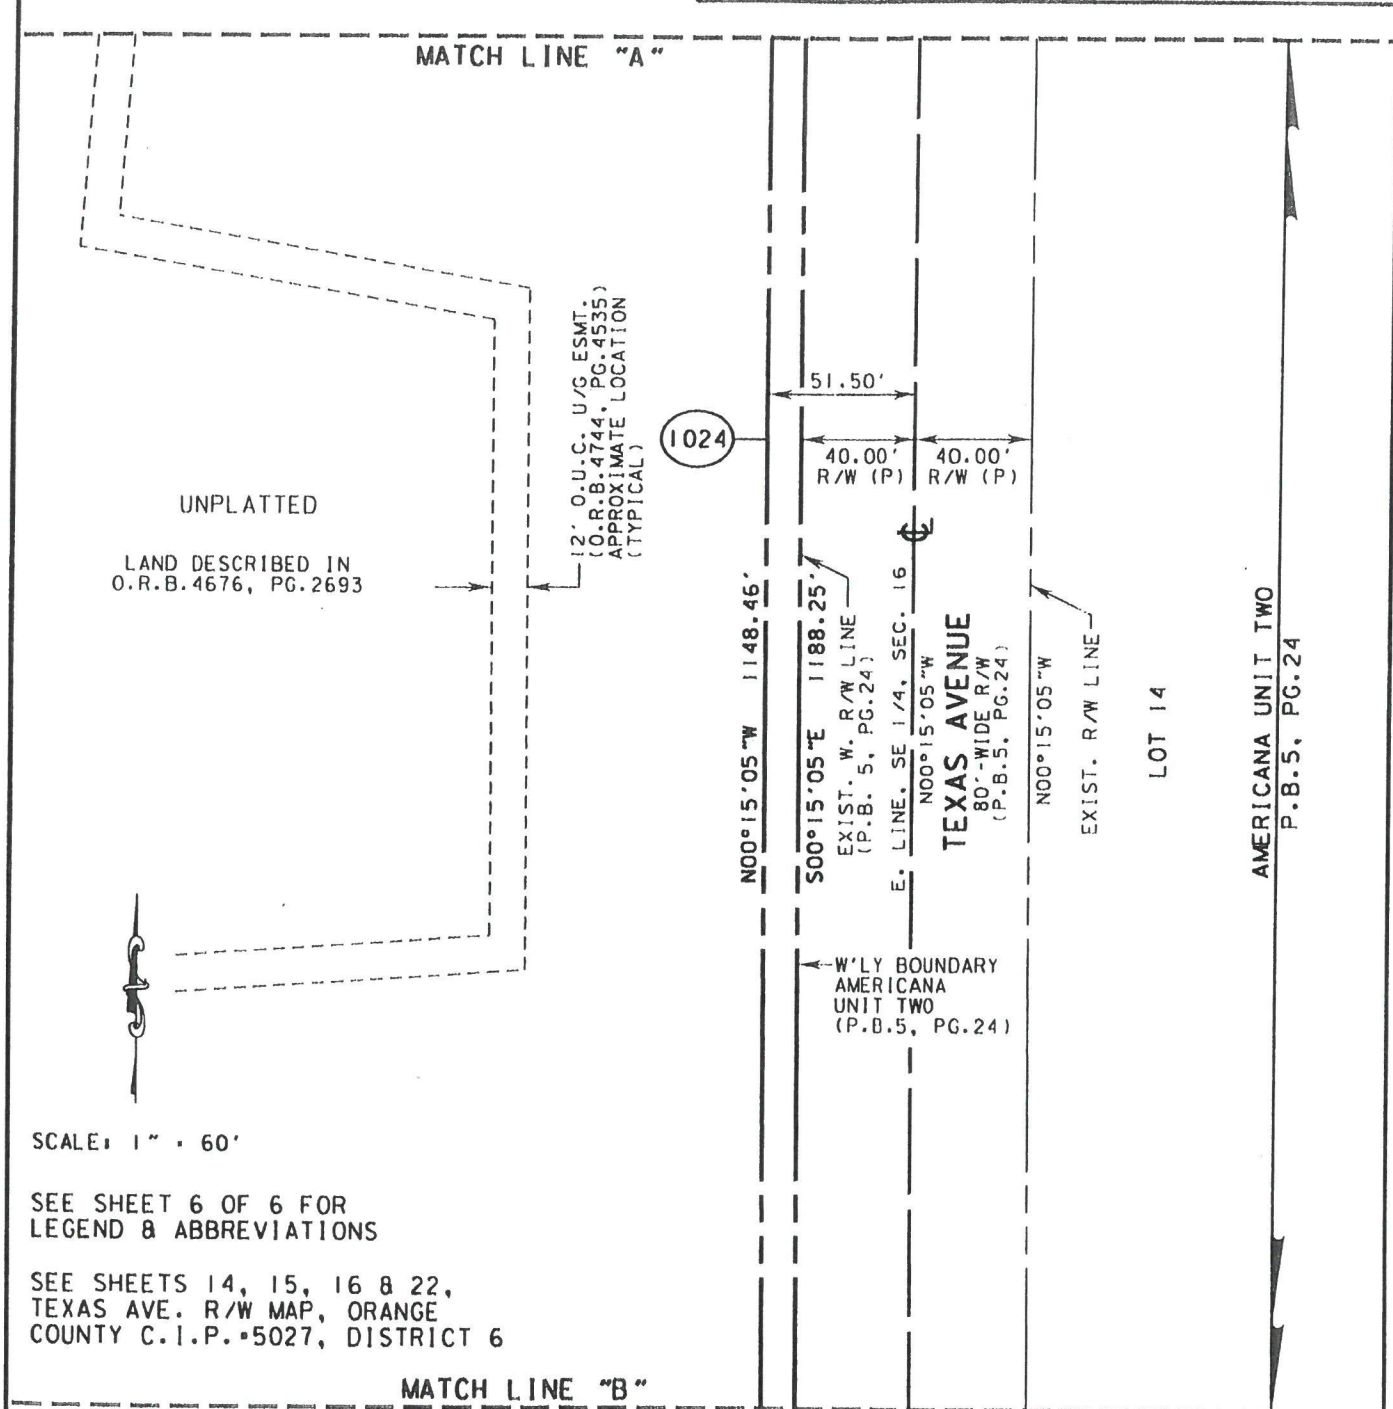 MATCH LINE "A"
12' O.U.C. U/G ESMT.
(O.R.B.4744, PG.4535)
APPROXIMATE LOCATION
(TYPICAL)
51.50'
1024
40.00'
R/W (P)
40.00'
R/W (P)
UNPLATTED
LAND DESCRIBED IN
O.R.B.4676, PG.2693
N00°15'05"W 1148.46'
S00°15'05"E 1188.25'
EXIST. W. R/W LINE
(P.B. 5, PG.24)
E. LINE. SE 1/4, SEC. 16
N00°15'05"W
TEXAS AVENUE
80'-WIDE R/W
(P.B.5, PG.24)
N00°15'05"W
EXIST. R/W LINE
LOT 14
AMERICANA UNIT TWO
P.B.5, PG.24
W'LY BOUNDARY
AMERICANA
UNIT TWO
(P.B.5, PG.24)
SCALE: 1" = 60'
SEE SHEET 6 OF 6 FOR
LEGEND & ABBREVIATIONS
SEE SHEETS 14, 15, 16 & 22,
TEXAS AVE. R/W MAP, ORANGE
COUNTY C.I.P. #5027, DISTRICT 6
MATCH LINE "B"